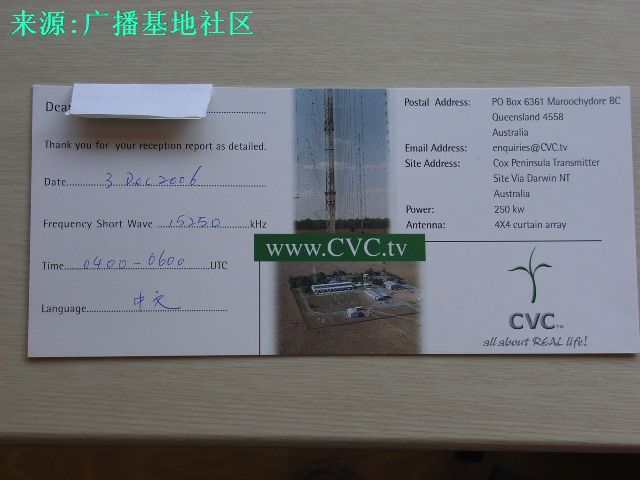 来源:广播基地社区
Dear
Thank you for your reception report as detailed.
Date 3 Dec 2006
Frequency Short Wave 15250 kHz
Time 0400-0600 UTC
Language 中文
www.CVC.tv
Postal Address: PO Box 6361 Maroochydore BC
Queensland 4558
Australia
Email Address: enquiries@CVC.tv
Site Address: Cox Peninsula Transmitter
Site Via Darwin NT
Australia
Power: 250 kw
Antenna: 4X4 curtain array
CVC TM
all about REAL life!